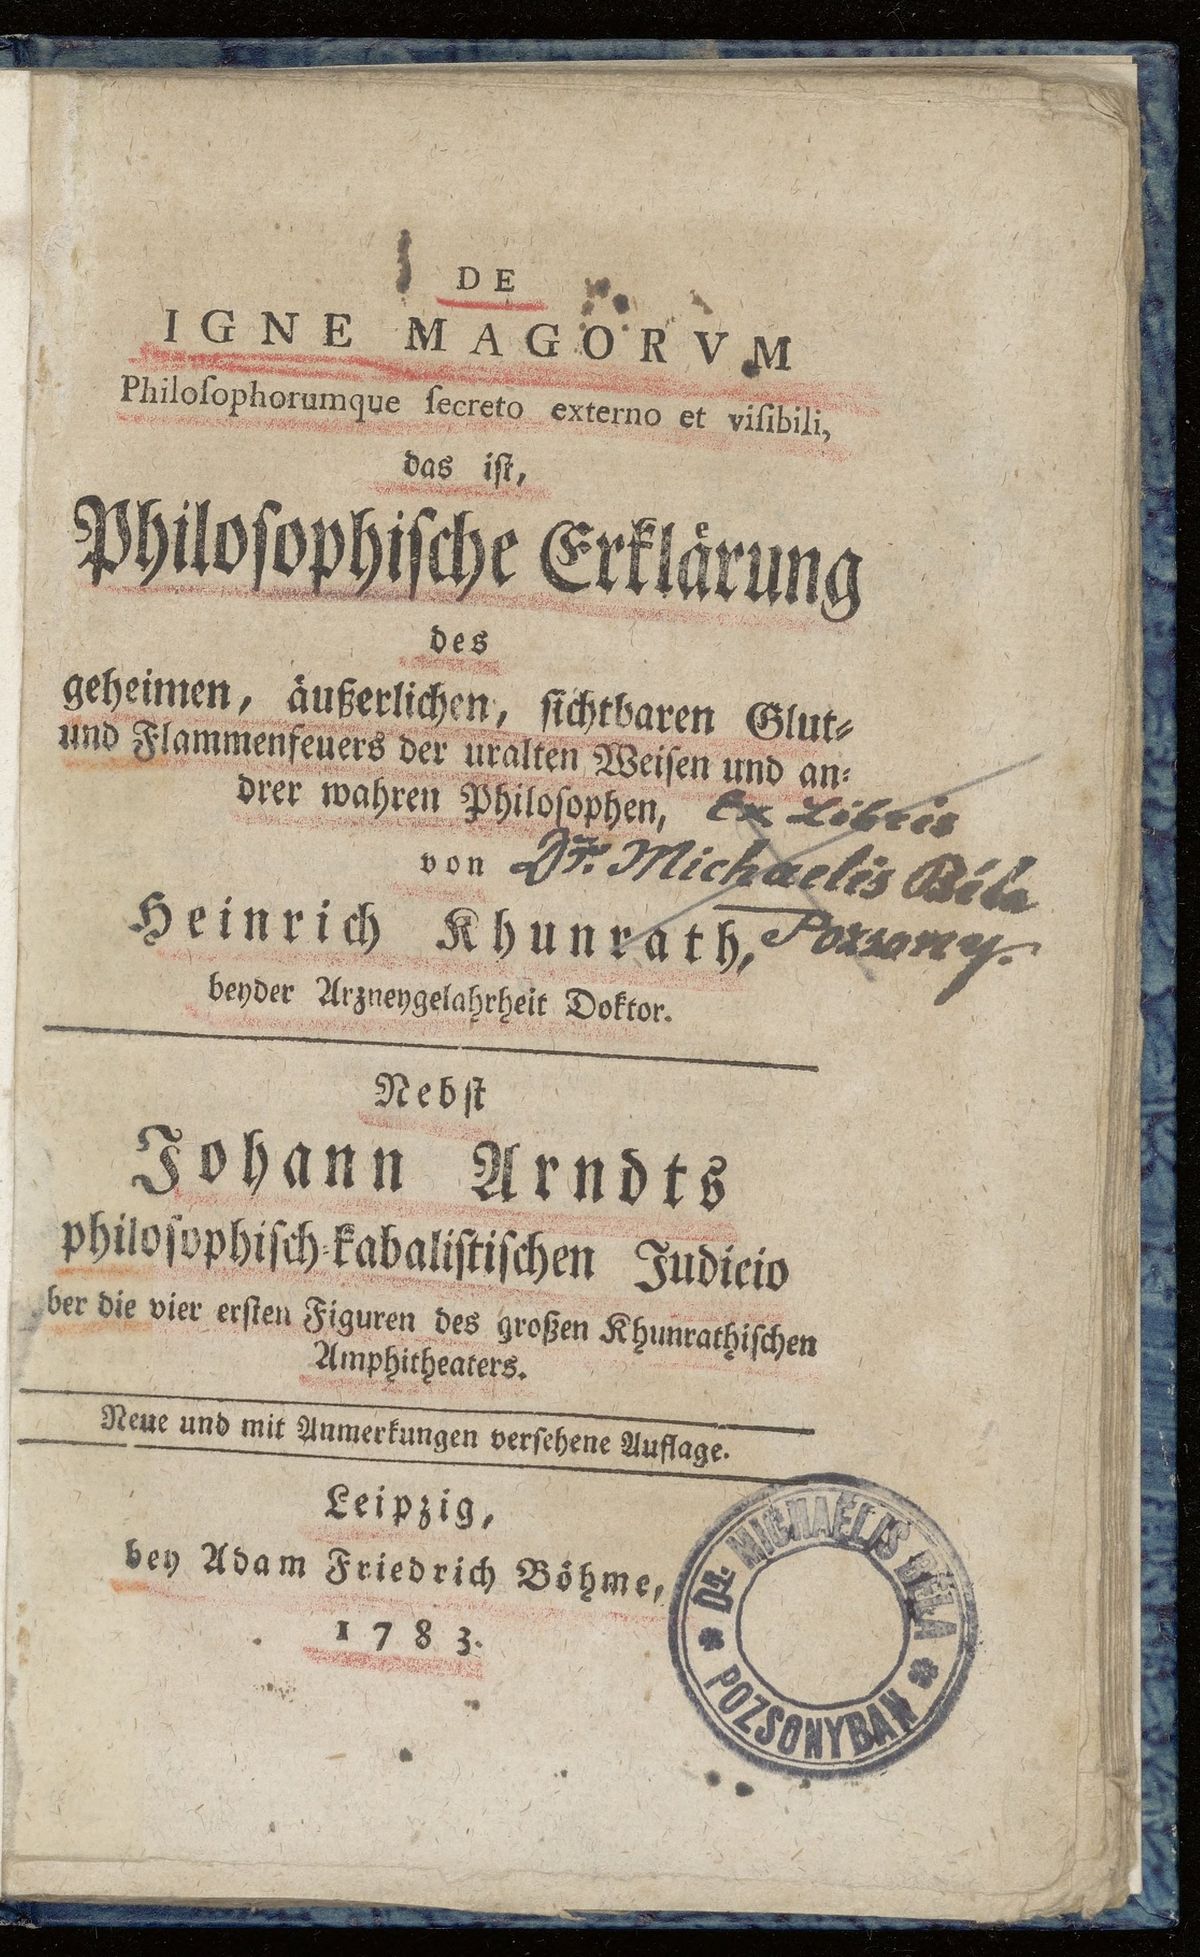 DE
IGNE MAGORVM
Philoſophorumque ſecreto externo et viſibili,
das iſt,
Philoſophiſche Erklärung
des
geheimen, äußerlichen, ſichtbaren Glut-
und Flammenfeuers der uralten Weiſen und an-
drer wahren Philoſophen,
Ex Libris
von
Dr. Michaelis Béla
Heinrich Khunrath,
Pozsony.
beyder Arzneygelahrheit Doktor.
Nebſt
Johann Arndts
philoſophiſch-kabaliſtiſchen Judicio
ber die vier erſten Figuren des großen Khunrathiſchen
Amphitheaters.
Neue und mit Anmerkungen verſehene Auflage.
Leipzig,
bey Adam Friedrich Böhme,
1783.
Dr. MICHAELIS BÉLA
POZSONYBAN